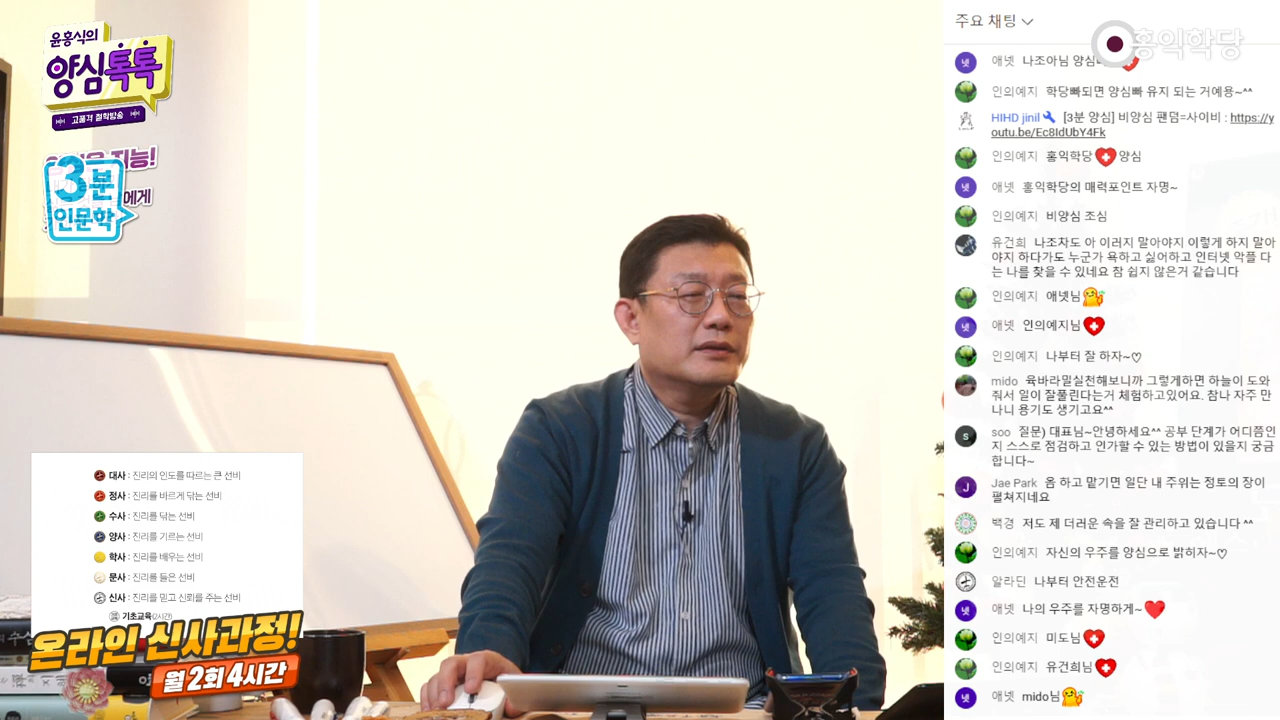 윤홍식의
양심톡톡
고품격 철학방송
지능!
3분
에게
인문학
대사 : 진리의 인도를 따르는 큰 선비
정사 : 진리를 바르게 닦는 선비
수사 : 진리를 닦는 선비
양사 : 진리를 기르는 선비
학사 : 진리를 배우는 선비
문사 : 진리를 들은 선비
신사 : 진리를 믿고 신뢰를 주는 선비
기초교육(2시간)
온라인 신사과정!
월 2회 4시간
주요 채팅
홍익학당
넷 애넷 나조아님 양심
인의예지 학당빠되면 양심빠 유지 되는 거예용~^^
HIHD jinil [3분 양심] 비양심 팬덤=사이비 : https://y
outu.be/Ec8IdUbY4Fk
인의예지 홍익학당 양심
넷 애넷 홍익학당의 매력포인트 자명~
인의예지 비양심 조심
유건희 나조차도 아 이러지 말아야지 이렇게 하지 말아
야지 하다가도 누군가 욕하고 싫어하고 인터넷 악플 다
는 나를 찾을 수 있네요 참 쉽지 않은거 같습니다
인의예지 애넷님
넷 애넷 인의예지님
인의예지 나부터 잘 하자~♡
mido 육바라밀실천해보니까 그렇게하면 하늘이 도와
줘서 일이 잘풀린다는거 체험하고있어요. 참나 자주 만
나니 용기도 생기고요^^
s soo 질문) 대표님~안녕하세요^^ 공부 단계가 어디쯤인
지 스스로 점검하고 인가할 수 있는 방법이 있을지 궁금
합니다~
J Jae Park 옴 하고 맡기면 일단 내 주위는 정토의 장이
펼쳐지네요
백경 저도 제 더러운 속을 잘 관리하고 있습니다 ^^
인의예지 자신의 우주를 양심으로 밝히자~♡
알라딘 나부터 안전운전
넷 애넷 나의 우주를 자명하게~
인의예지 미도님
인의예지 유건희님
넷 애넷 mido님